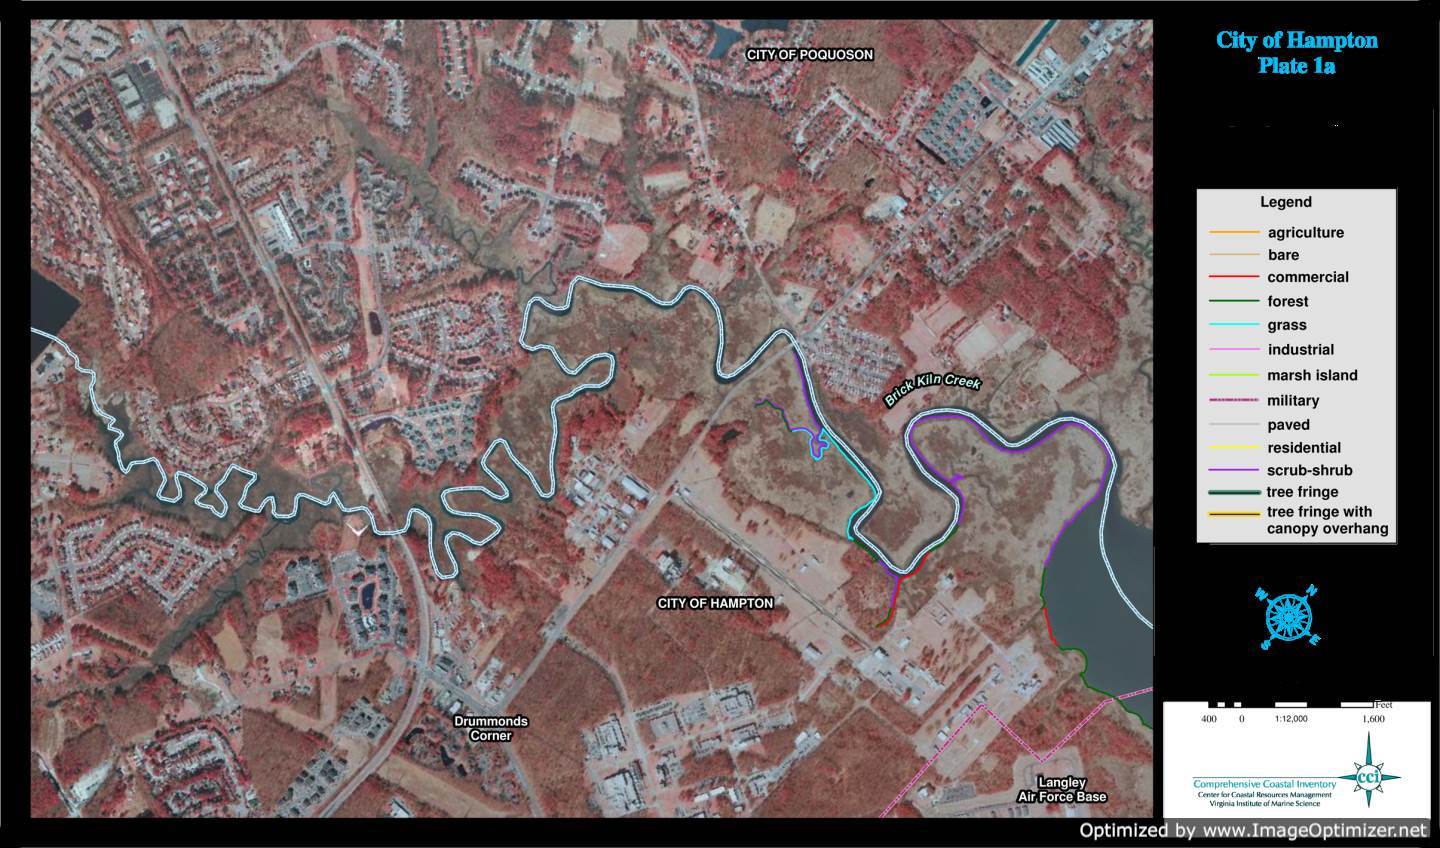 City of Hampton
Plate 1a
CITY OF POQUOSON
Legend
agriculture
bare
commercial
forest
grass
industrial
marsh island
military
paved
residential
scrub-shrub
tree fringe
tree fringe with
canopy overhang
Brick Kiln Creek
CITY OF HAMPTON
N
W
E
S
Drummonds
Corner
Langley
Air Force Base
Feet
400 0 1:12,000 1,600
cci
Comprehensive Coastal Inventory
Center for Coastal Resources Management
Virginia Institute of Marine Science
Optimized by www.ImageOptimizer.net